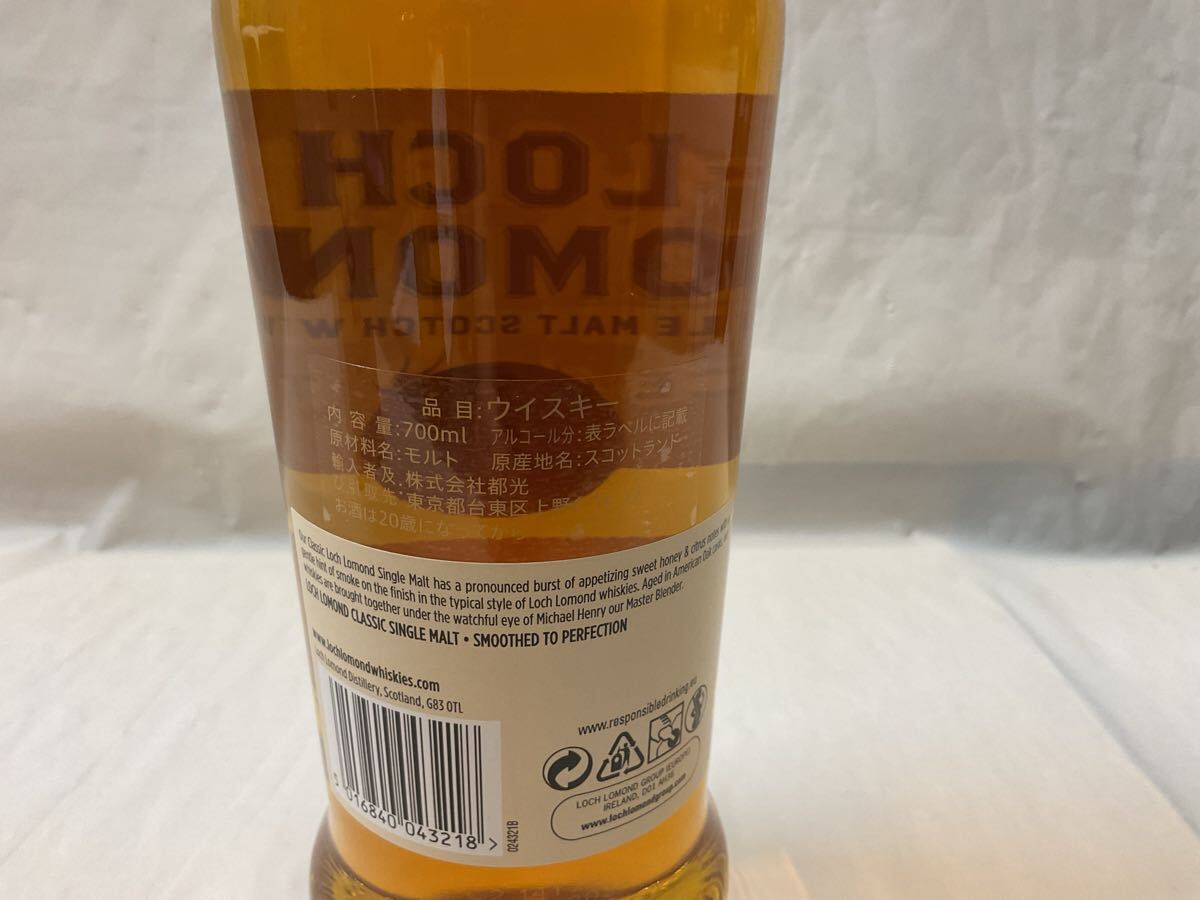 LOCH
OMON
LE MALT SCOTCH W
品 目:ウイスキー
内 容 量:700ml アルコール分:表ラベルに記載
原材料名:モルト 原産地名:スコットランド
輸入者及.株式会社都光
び引取先:東京都台東区上野
お酒は20歳になってから
our Classic Loch Lomond Single Malt has a pronounced burst of appetizing sweet honey & citrus notes with
gentle hint of smoke on the finish in the typical style of Loch Lomond whiskies. Aged in American Oak casks,
whiskies are brought together under the watchful eye of Michael Henry our Master Blender.
LOCH LOMOND CLASSIC SINGLE MALT • SMOOTHED TO PERFECTION
www.lochlomondwhiskies.com
Loch Lomond Distillery, Scotland, G83 0TL
www.responsibledrinking.eu
LOCH LOMOND GROUP (EUROPE)
IRELAND, D01 AH36
www.lochlomondgroup.com
5 016840 043218 >
024321B